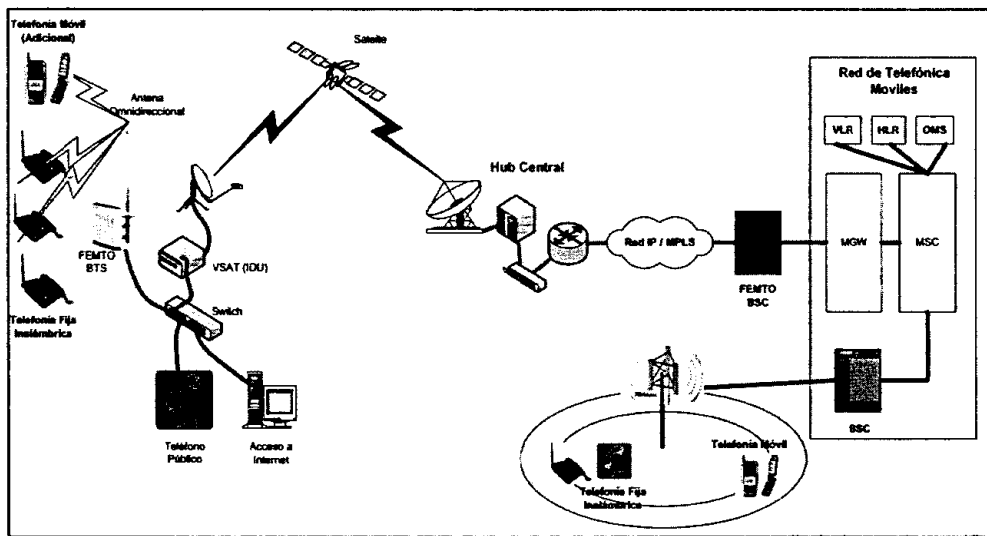 Telefonía Móvil
(Adicional)
Antena
Omnidireccional
Satelite
Red de Telefónica
Moviles
VLR
HLR
OMS
Hub Central
FEMTO
BTS
VSAT (IDU)
Switch
Red IP / MPLS
FEMTO
BSC
MGW
MSC
Telefonía Fija
Inalámbrica
Teléfono
Público
Acceso a
Internet
BSC
Telefonía Fija
Inalámbrica
Telefonía Móvil